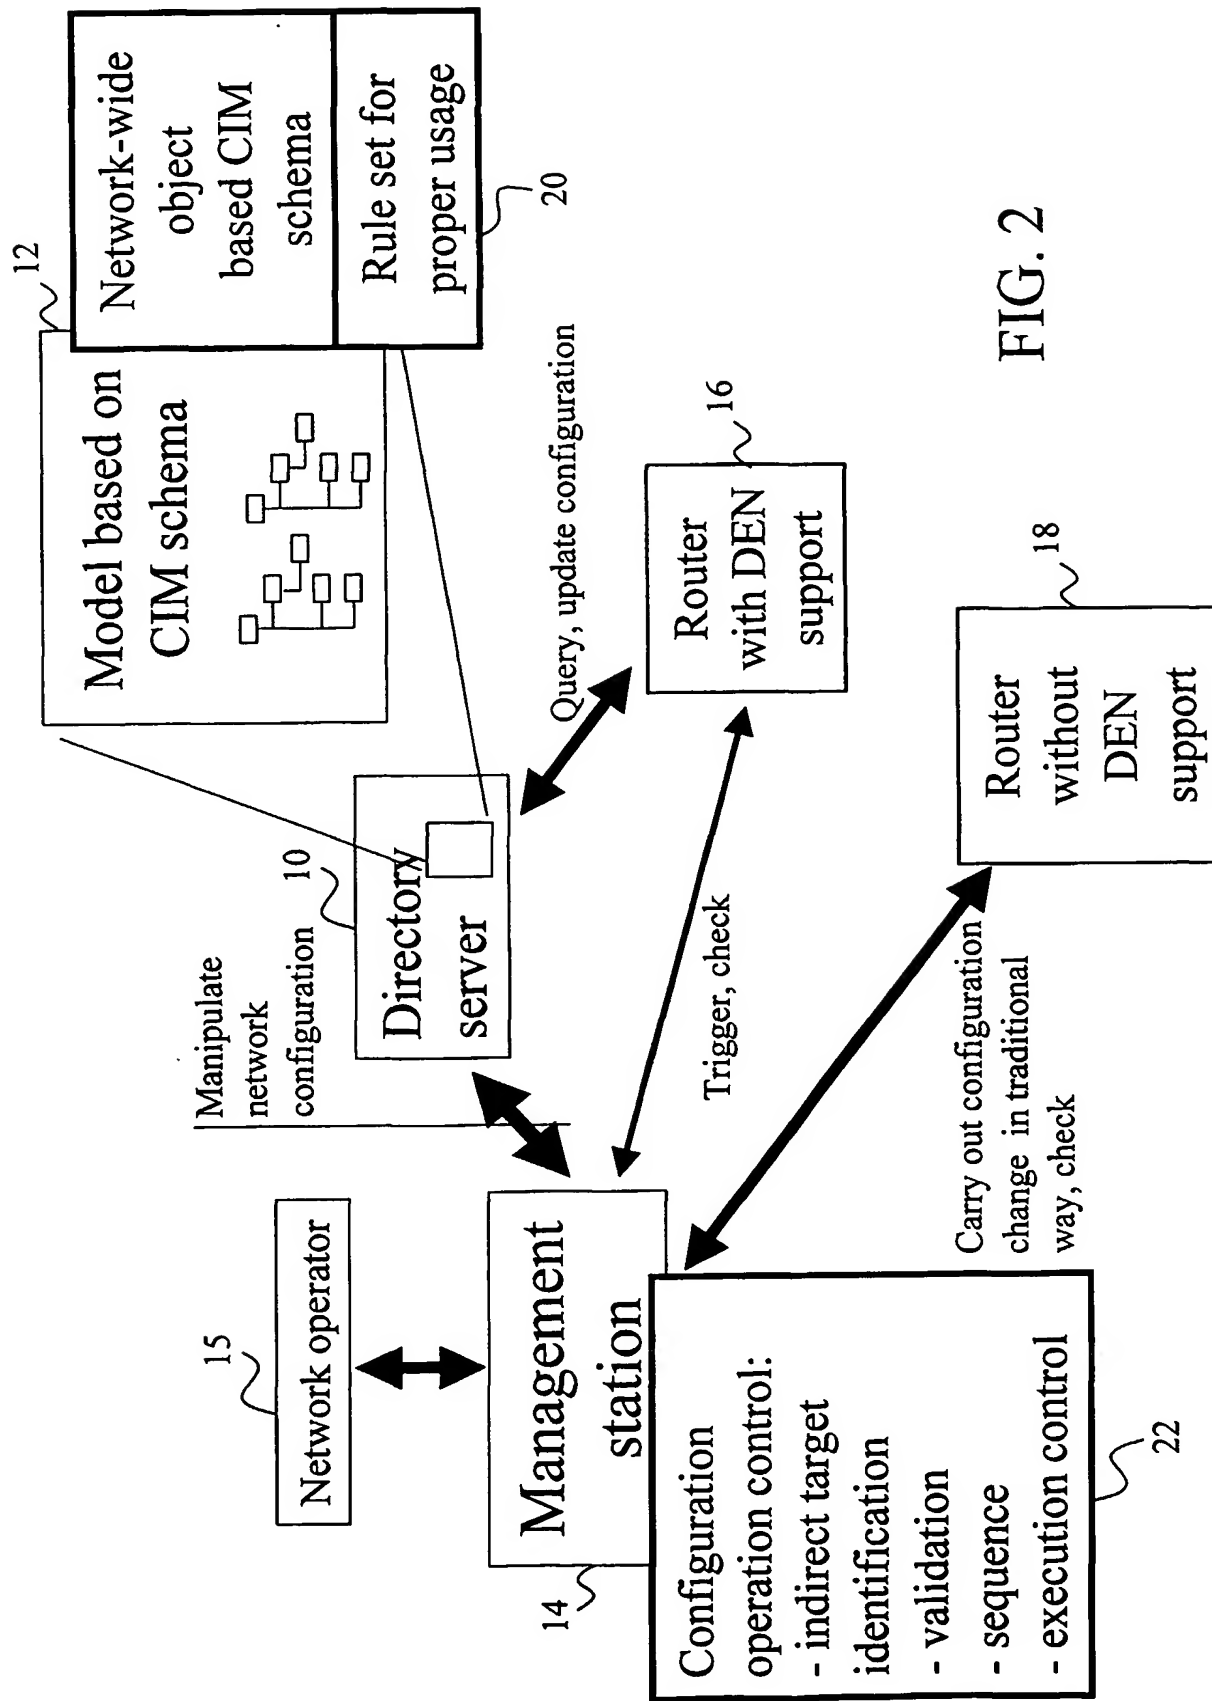 15
Network operator
Manipulate
network
configuration
10
Directory
server
12
Model based on
CIM schema
Network-wide
object
based CIM
schema
Rule set for
proper usage
20
14
Management
station
Configuration
operation control:
- indirect target
identification
- validation
- sequence
- execution control
22
Query, update configuration
Trigger, check
16
Router
with DEN
support
Carry out configuration
change in traditional
way, check
18
Router
without
DEN
support
FIG. 2